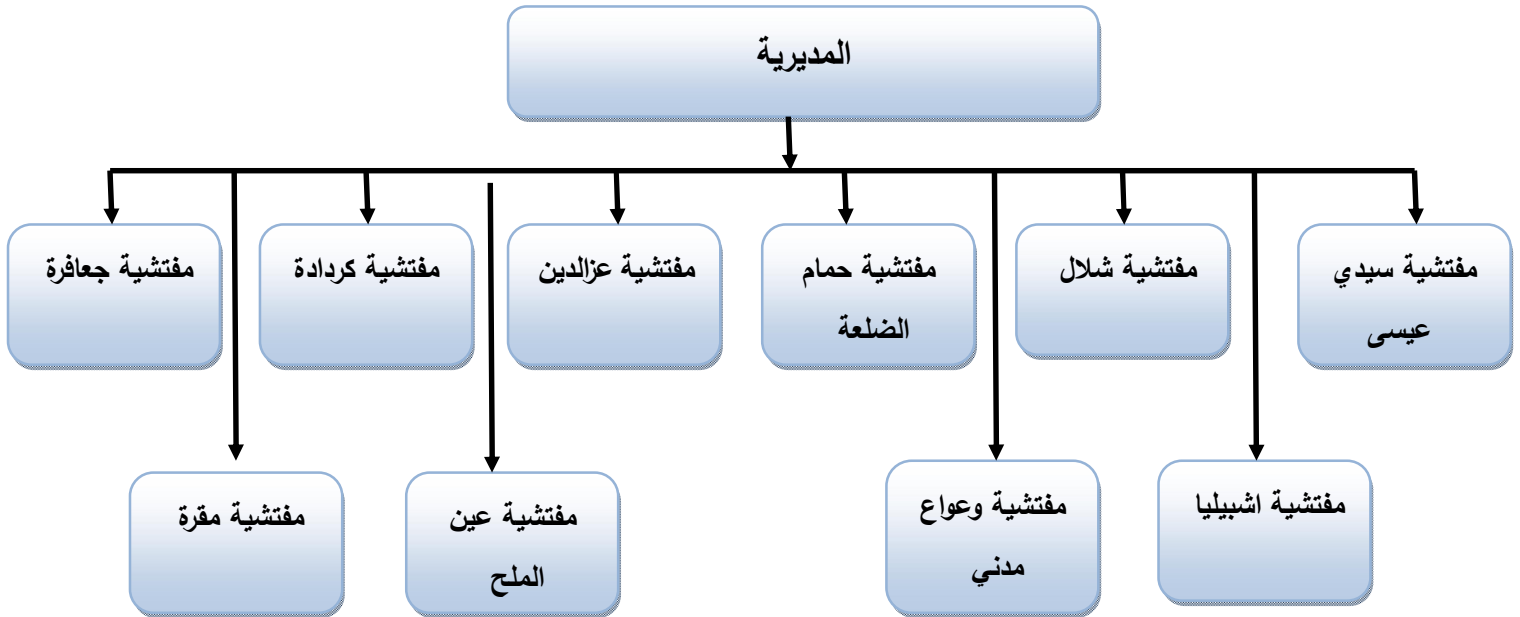 المديرية
مفتشية سيدي
عيسى
مفتشية شلال
مفتشية حمام
الضلعة
مفتشية عزالدين
مفتشية كردادة
مفتشية جعافرة
مفتشية اشبيليا
مفتشية وعواع
مدني
مفتشية عين
الملح
مفتشية مقرة